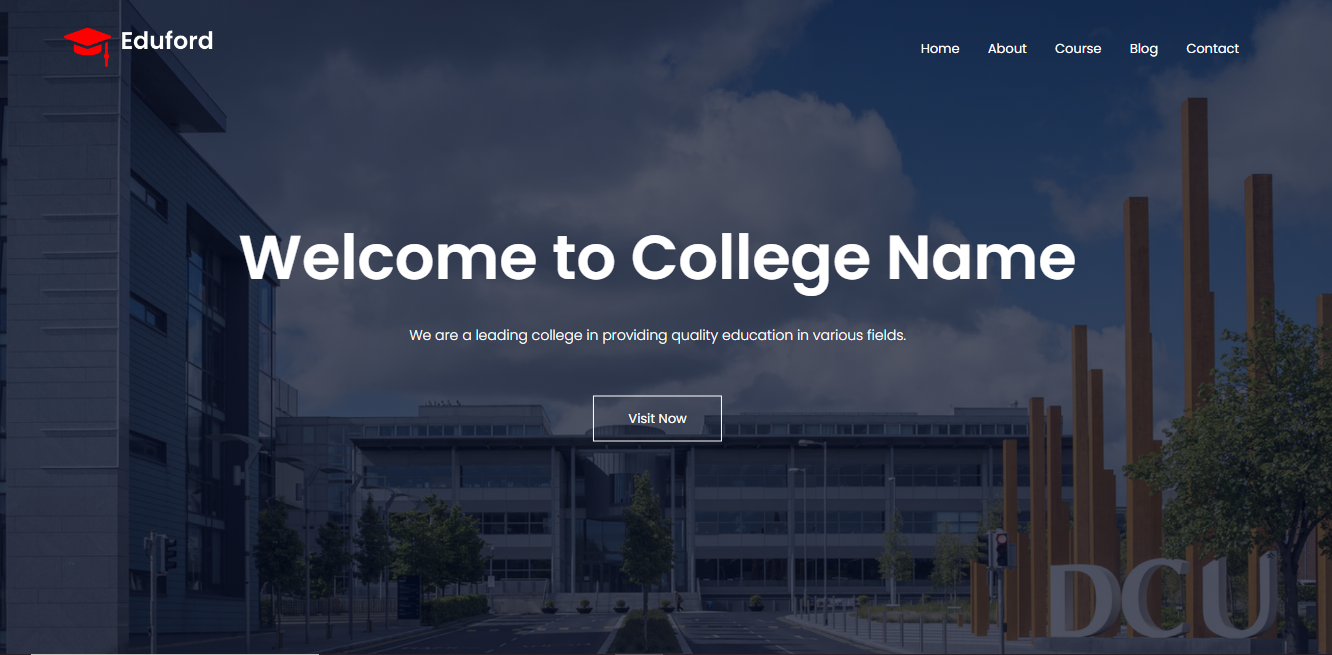 Eduford
Home About Course Blog Contact
Welcome to College Name
We are a leading college in providing quality education in various fields.
Visit Now
DCU